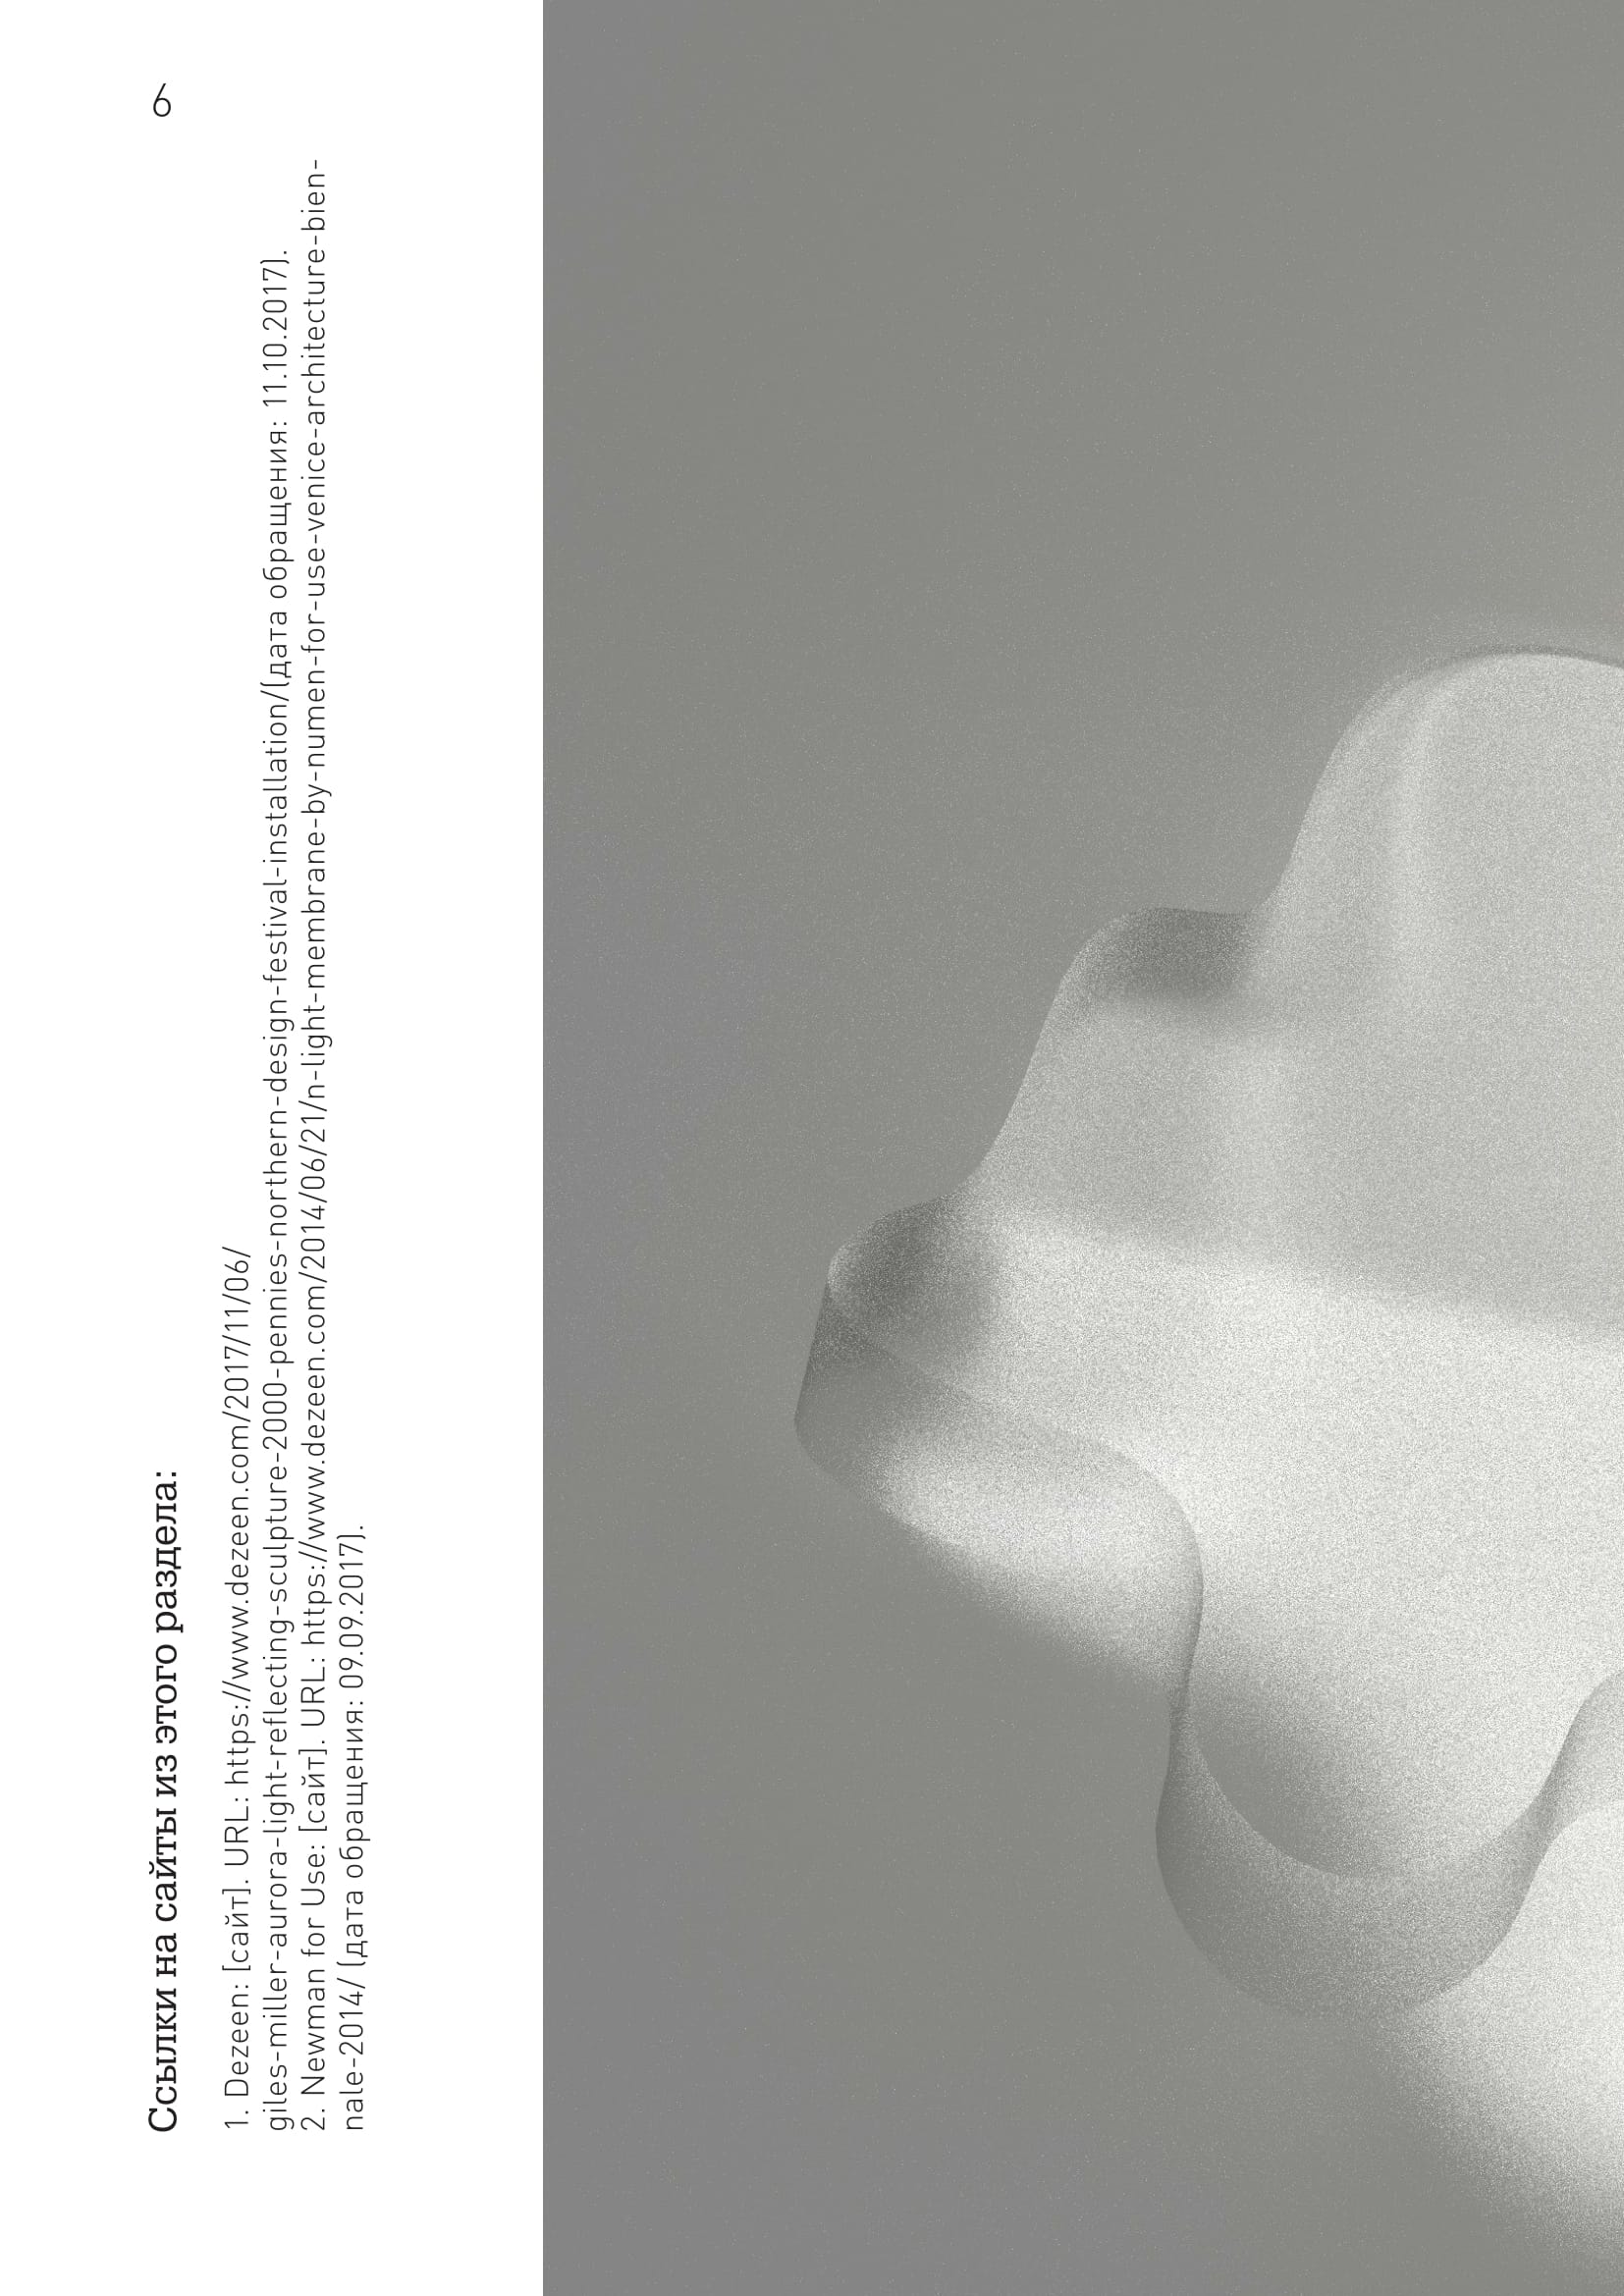 6
Ссылки на сайты из этого раздела:
1. Dezeen: [сайт]. URL: https://www.dezeen.com/2017/11/06/
giles-miller-aurora-light-reflecting-sculpture-2000-pennies-northern-design-festival-installation/(дата обращения: 11.10.2017).
2. Newman for Use: [сайт]. URL: https://www.dezeen.com/2014/06/21/n-light-membrane-by-numen-for-use-venice-architecture-bien-
nale-2014/ (дата обращения: 09.09.2017).